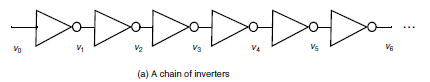 v0 v1 v2 v3 v4 v5 v6 ...
(a) A chain of inverters